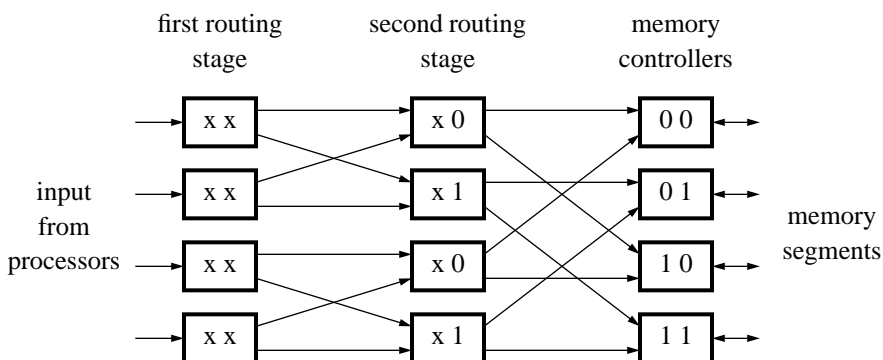 first routing
stage
second routing
stage
memory
controllers
x x
x 0
0 0
x x
x 1
0 1
x x
x 0
1 0
x x
x 1
1 1
input
from
processors
memory
segments